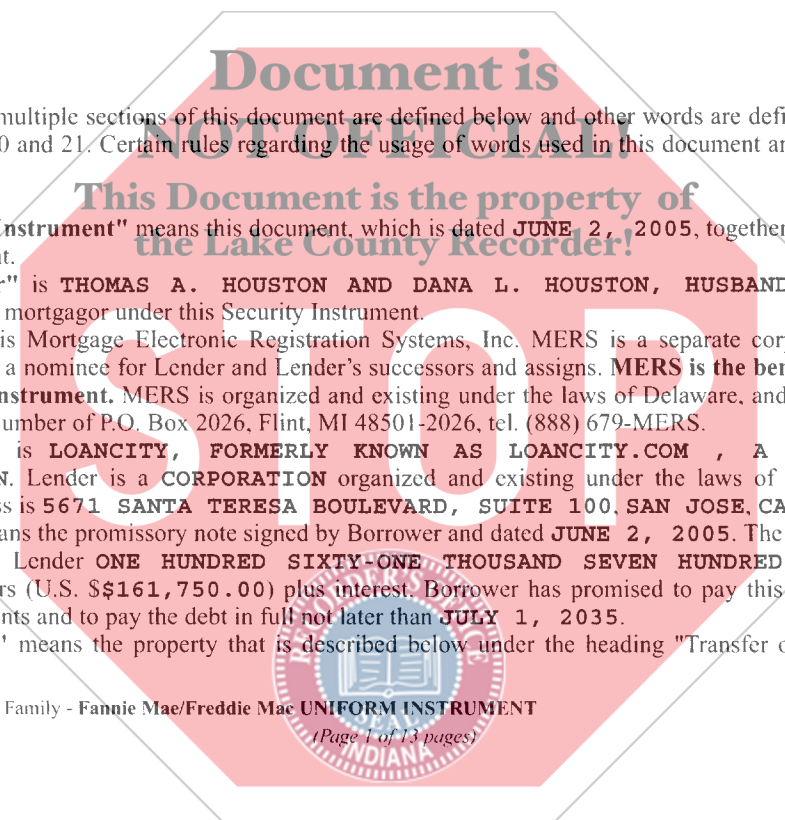 Document is
multiple sections of this document are defined below and other words are defi
NOT OFFICIAL!
0 and 21. Certain rules regarding the usage of words used in this document a
This Document is the property of
Instrument" means this document, which is dated JUNE 2, 2005, together
the Lake County Recorder!
nt.
r" is THOMAS A. HOUSTON AND DANA L. HOUSTON, HUSBAND
mortgagor under this Security Instrument.
is Mortgage Electronic Registration Systems, Inc. MERS is a separate cor
a nominee for Lender and Lender's successors and assigns. MERS is the ben
nstrument. MERS is organized and existing under the laws of Delaware, and
umber of P.O. Box 2026, Flint, MI 48501-2026, tel. (888) 679-MERS.
is LOANCITY, FORMERLY KNOWN AS LOANCITY.COM , A
N. Lender is a CORPORATION organized and existing under the laws of
ss is 5671 SANTA TERESA BOULEVARD, SUITE 100, SAN JOSE, CA
ans the promissory note signed by Borrower and dated JUNE 2, 2005. The
Lender ONE HUNDRED SIXTY-ONE THOUSAND SEVEN HUNDRED
rs (U.S. $$161,750.00) plus interest. Borrower has promised to pay this
nts and to pay the debt in full not later than JULY 1, 2035.
" means the property that is described below under the heading "Transfer o
STOP
Family - Fannie Mae/Freddie Mac UNIFORM INSTRUMENT
(Page 1 of 13 pages)
RECORDER'S OFFICE
SEAL
INDIANA